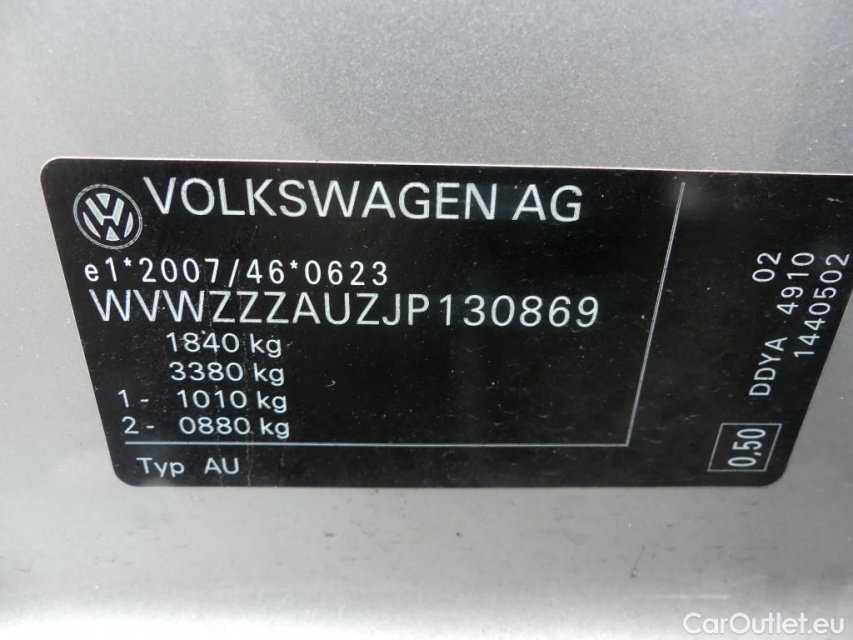 VOLKSWAGEN AG
e1*2007/46*0623
WVWZZZAUZJP130869
1840 kg
3380 kg
1- 1010 kg
2- 0880 kg
Typ AU
02
DDYA 4910
1440502
0,50
CarOutlet.eu